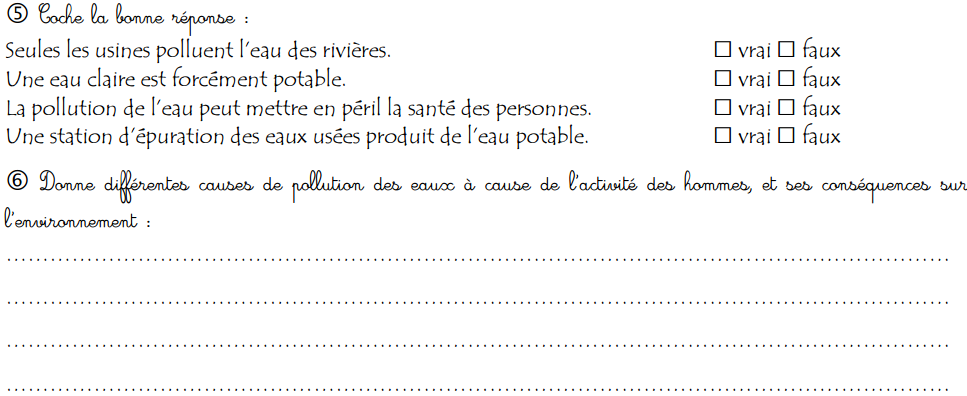 ⑤ Coche la bonne réponse :
Seules les usines polluent l'eau des rivières. ☐ vrai ☐ faux
Une eau claire est forcément potable. ☐ vrai ☐ faux
La pollution de l'eau peut mettre en péril la santé des personnes. ☐ vrai ☐ faux
Une station d'épuration des eaux usées produit de l'eau potable. ☐ vrai ☐ faux
⑥ Donne différentes causes de pollution des eaux à cause de l'activité des hommes, et ses conséquences sur
l'environnement :